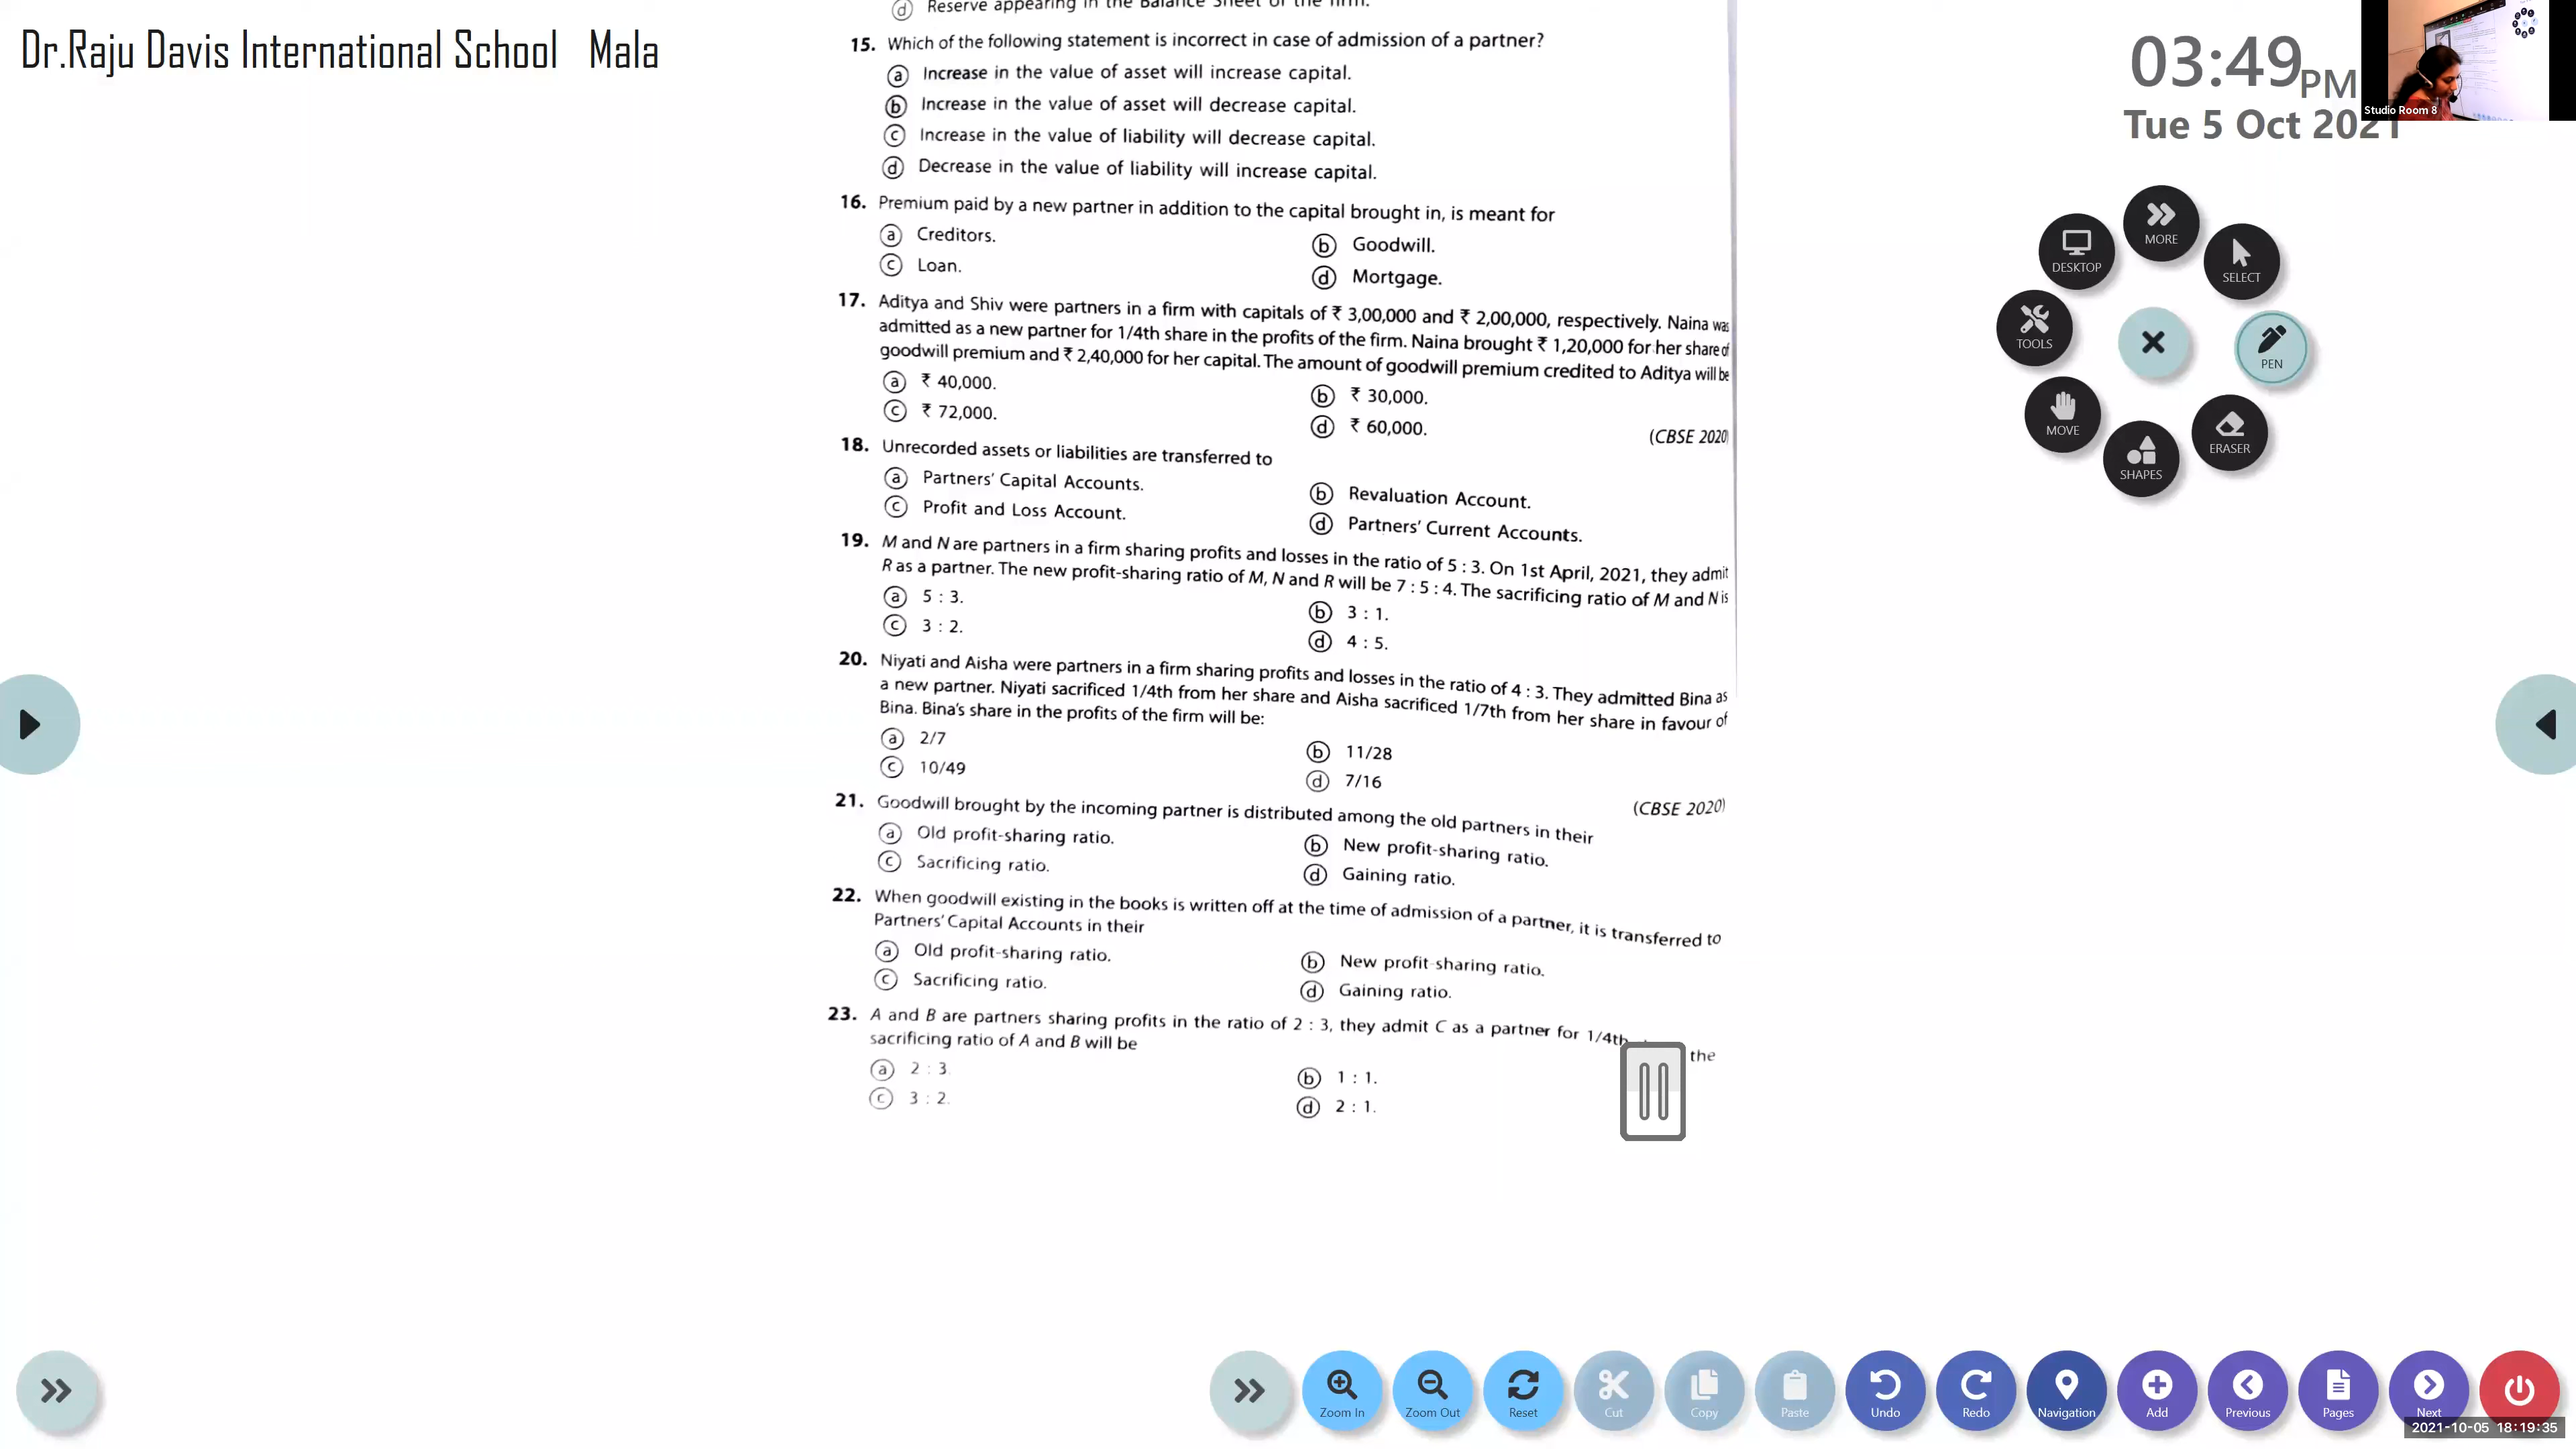 Dr.Raju Davis International School Mala
03:49PM
Tue 5 Oct 2021
Studio Room 8
d Reserve appearing in the Balance Sheet of the firm.
15. Which of the following statement is incorrect in case of admission of a partner?
a Increase in the value of asset will increase capital.
b Increase in the value of asset will decrease capital.
c Increase in the value of liability will decrease capital.
d Decrease in the value of liability will increase capital.
16. Premium paid by a new partner in addition to the capital brought in, is meant for
a Creditors.
b Goodwill.
c Loan.
d Mortgage.
17. Aditya and Shiv were partners in a firm with capitals of ₹ 3,00,000 and ₹ 2,00,000, respectively. Naina was
admitted as a new partner for 1/4th share in the profits of the firm. Naina brought ₹ 1,20,000 for her share of
goodwill premium and ₹ 2,40,000 for her capital. The amount of goodwill premium credited to Aditya will be
a ₹ 40,000.
b ₹ 30,000.
c ₹ 72,000.
d ₹ 60,000.
(CBSE 2020)
18. Unrecorded assets or liabilities are transferred to
a Partners' Capital Accounts.
b Revaluation Account.
c Profit and Loss Account.
d Partners' Current Accounts.
19. M and N are partners in a firm sharing profits and losses in the ratio of 5 : 3. On 1st April, 2021, they admit
R as a partner. The new profit-sharing ratio of M, N and R will be 7 : 5 : 4. The sacrificing ratio of M and N is
a 5 : 3.
b 3 : 1.
c 3 : 2.
d 4 : 5.
20. Niyati and Aisha were partners in a firm sharing profits and losses in the ratio of 4 : 3. They admitted Bina as
a new partner. Niyati sacrificed 1/4th from her share and Aisha sacrificed 1/7th from her share in favour of
Bina. Bina's share in the profits of the firm will be:
a 2/7
b 11/28
c 10/49
d 7/16
(CBSE 2020)
21. Goodwill brought by the incoming partner is distributed among the old partners in their
a Old profit-sharing ratio.
b New profit-sharing ratio.
c Sacrificing ratio.
d Gaining ratio.
22. When goodwill existing in the books is written off at the time of admission of a partner, it is transferred to
Partners' Capital Accounts in their
a Old profit-sharing ratio.
b New profit-sharing ratio.
c Sacrificing ratio.
d Gaining ratio.
23. A and B are partners sharing profits in the ratio of 2 : 3, they admit C as a partner for 1/4th the
sacrificing ratio of A and B will be
a 2 : 3.
b 1 : 1.
c 3 : 2.
d 2 : 1.
MORE
DESKTOP
SELECT
TOOLS
PEN
MOVE
ERASER
SHAPES
Zoom In
Zoom Out
Reset
Cut
Copy
Paste
Undo
Redo
Navigation
Add
Previous
Pages
Next
2021-10-05 18:19:35